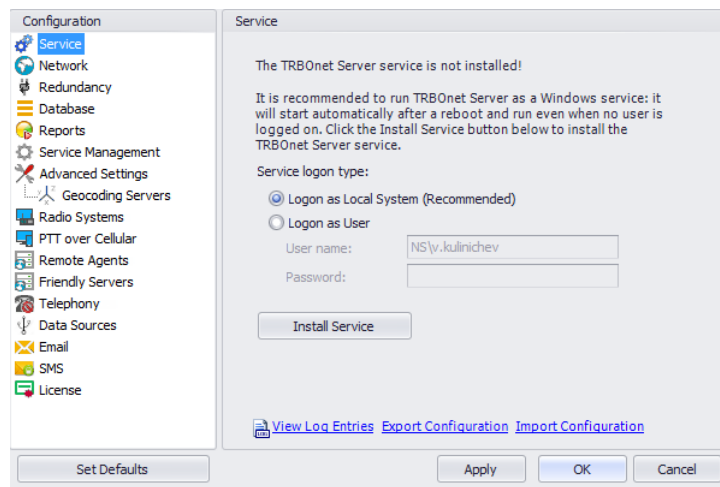 Configuration
Service
Network
Redundancy
Database
Reports
Service Management
Advanced Settings
Geocoding Servers
Radio Systems
PTT over Cellular
Remote Agents
Friendly Servers
Telephony
Data Sources
Email
SMS
License
Set Defaults
Service
The TRBOnet Server service is not installed!
It is recommended to run TRBOnet Server as a Windows service: it
will start automatically after a reboot and run even when no user is
logged on. Click the Install Service button below to install the
TRBOnet Server service.
Service logon type:
Logon as Local System (Recommended)
Logon as User
User name: NS\v.kulinichev
Password:
Install Service
View Log Entries Export Configuration Import Configuration
Apply OK Cancel